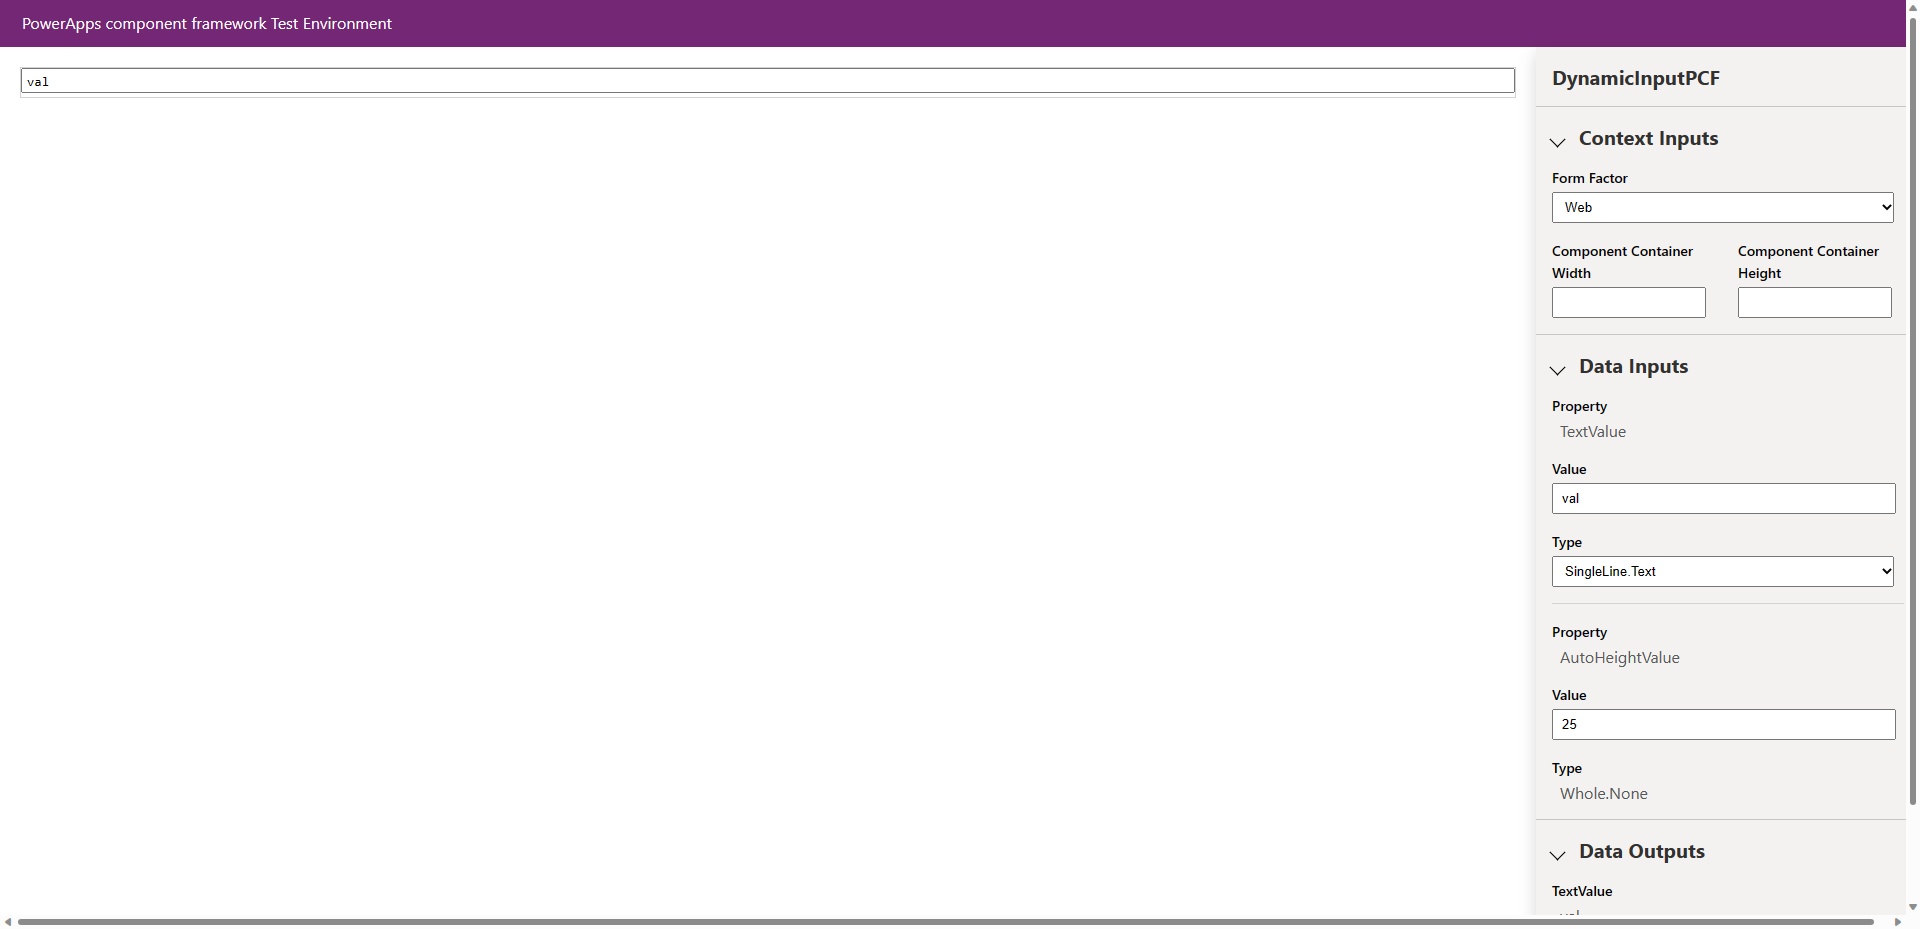 PowerApps component framework Test Environment
val
DynamicInputPCF
Context Inputs
Form Factor
Web
Component Container Width
Component Container Height
Data Inputs
Property
TextValue
Value
val
Type
SingleLine.Text
Property
AutoHeightValue
Value
25
Type
Whole.None
Data Outputs
TextValue